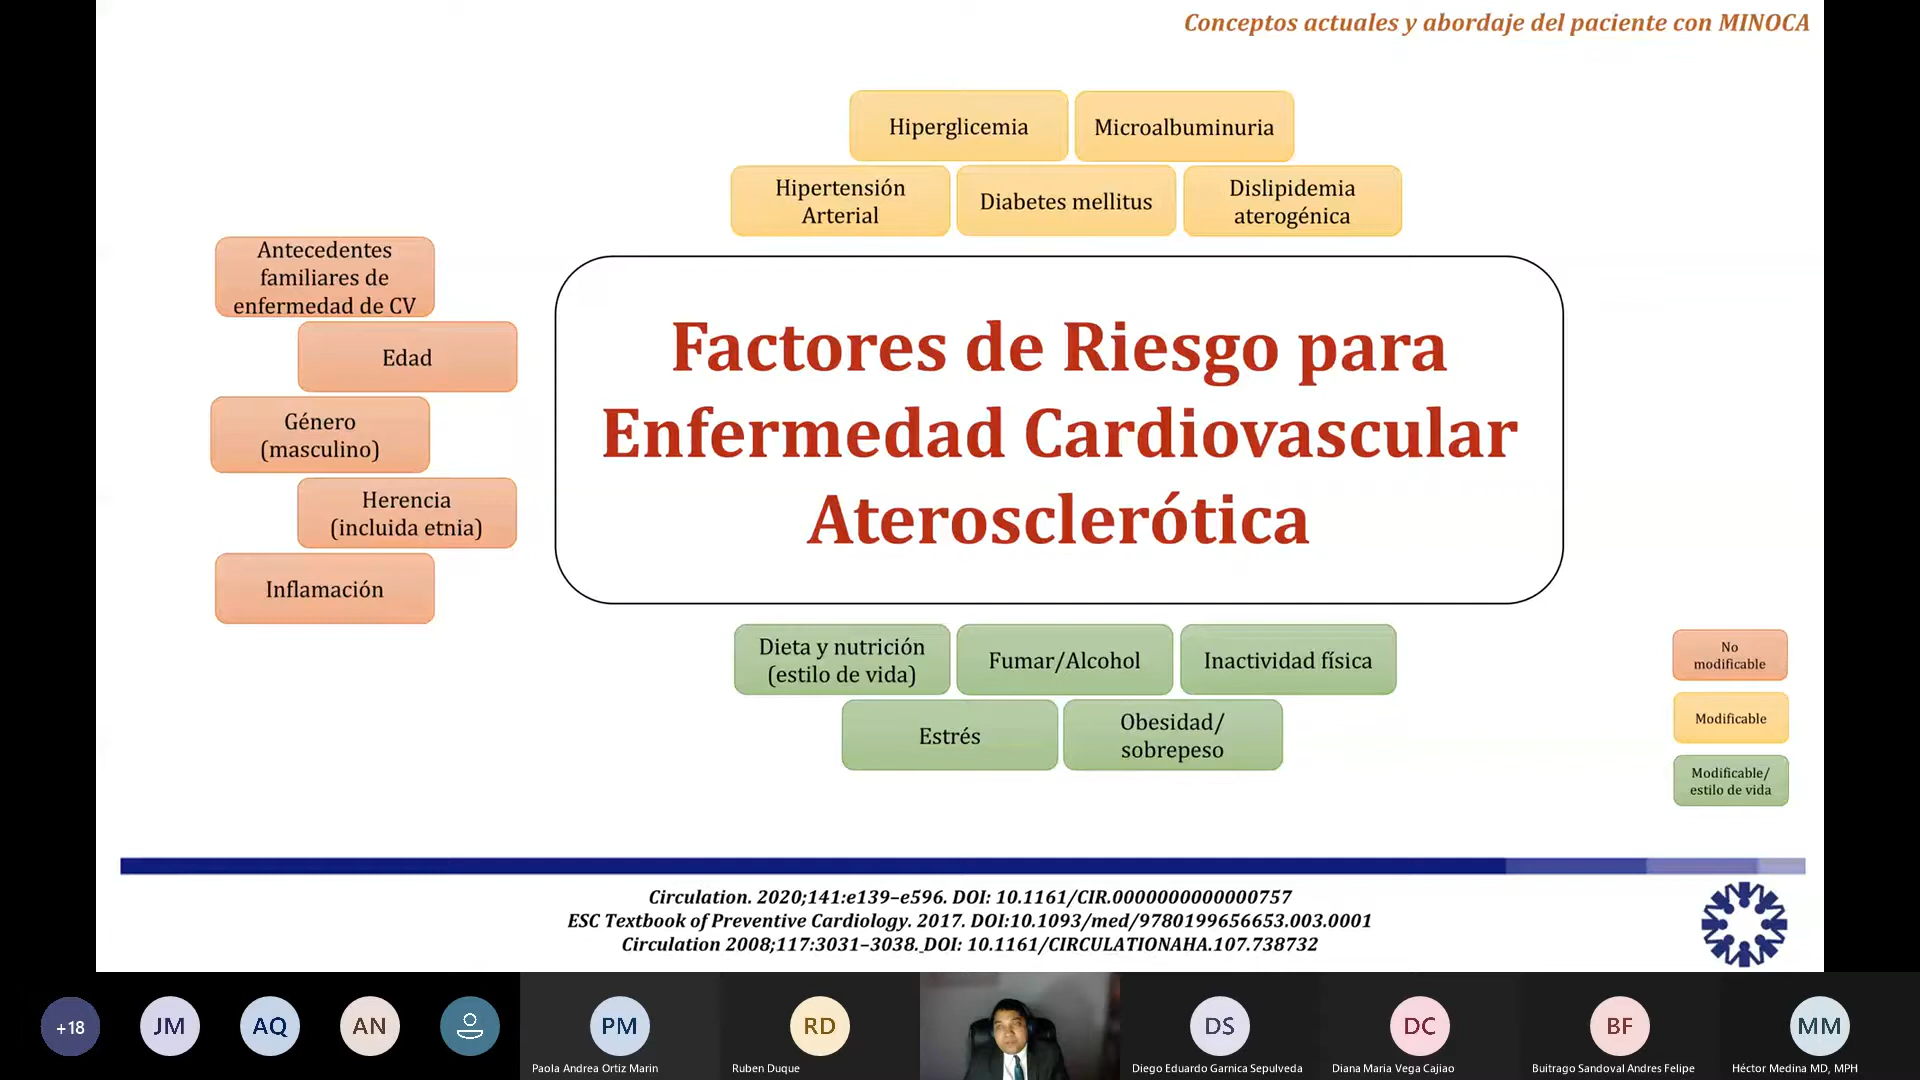 Conceptos actuales y abordaje del paciente con MINOCA
Hiperglicemia
Microalbuminuria
Hipertensión
Arterial
Diabetes mellitus
Dislipidemia
aterogénica
Antecedentes
familiares de
enfermedad de CV
Edad
Género
(masculino)
Herencia
(incluida etnia)
Inflamación
Factores de Riesgo para
Enfermedad Cardiovascular
Aterosclerótica
Dieta y nutrición
(estilo de vida)
Fumar/Alcohol
Inactividad física
Estrés
Obesidad/
sobrepeso
No
modificable
Modificable
Modificable/
estilo de vida
Circulation. 2020;141:e139–e596. DOI: 10.1161/CIR.0000000000000757
ESC Textbook of Preventive Cardiology. 2017. DOI:10.1093/med/9780199656653.003.0001
Circulation 2008;117:3031–3038. DOI: 10.1161/CIRCULATIONAHA.107.738732
+18
JM
AQ
AN
PM
Paola Andrea Ortiz Marin
RD
Ruben Duque
DS
Diego Eduardo Garnica Sepulveda
DC
Diana Maria Vega Cajiao
BF
Buitrago Sandoval Andres Felipe
MM
Héctor Medina MD, MPH